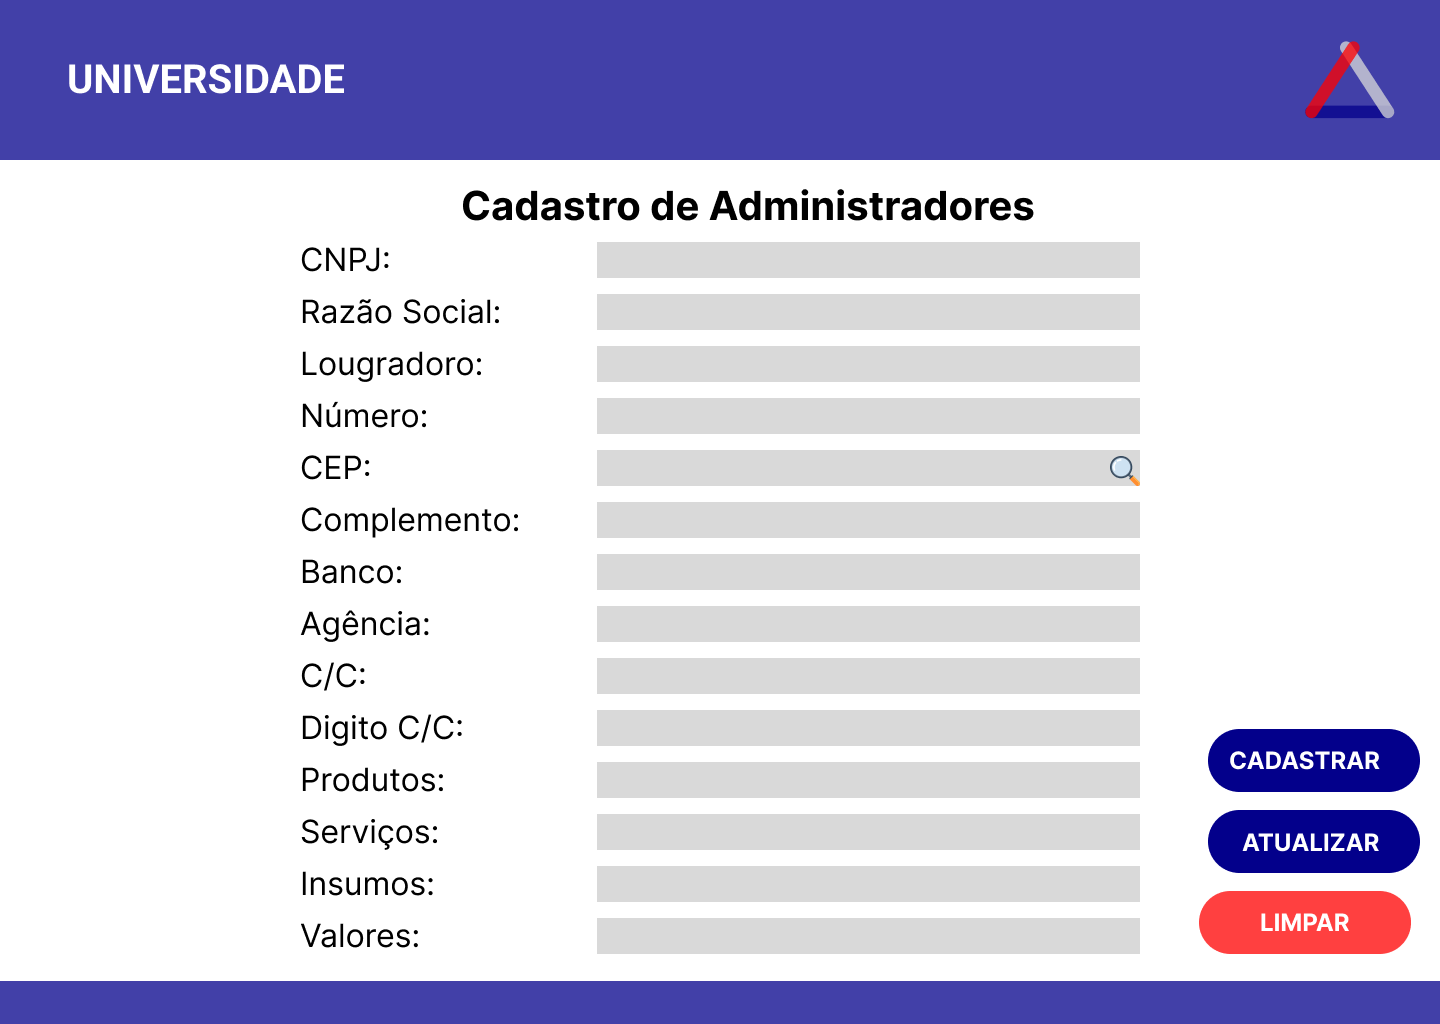 UNIVERSIDADE
Cadastro de Administradores
CNPJ:
Razão Social:
Lougradoro:
Número:
CEP:
Complemento:
Banco:
Agência:
C/C:
Digito C/C:
Produtos:
Serviços:
Insumos:
Valores:
CADASTRAR
ATUALIZAR
LIMPAR